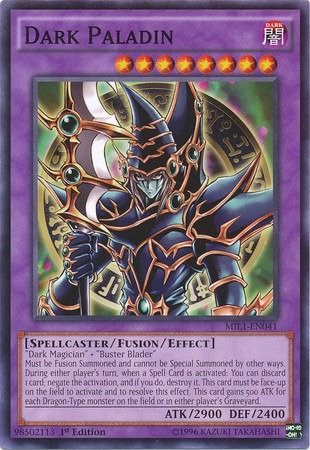 DARK PALADIN
DARK
闇
MIL1-EN041
[SPELLCASTER/FUSION/EFFECT]
"Dark Magician" + "Buster Blader"
Must be Fusion Summoned and cannot be Special Summoned by other ways.
During either player's turn, when a Spell Card is activated: You can discard
1 card; negate the activation, and if you do, destroy it. This card must be face-up
on the field to activate and to resolve this effect. This card gains 500 ATK for
each Dragon-Type monster on the field or in either player's Graveyard.
ATK/2900 DEF/2400
98502113 1st Edition ©1996 KAZUKI TAKAHASHI